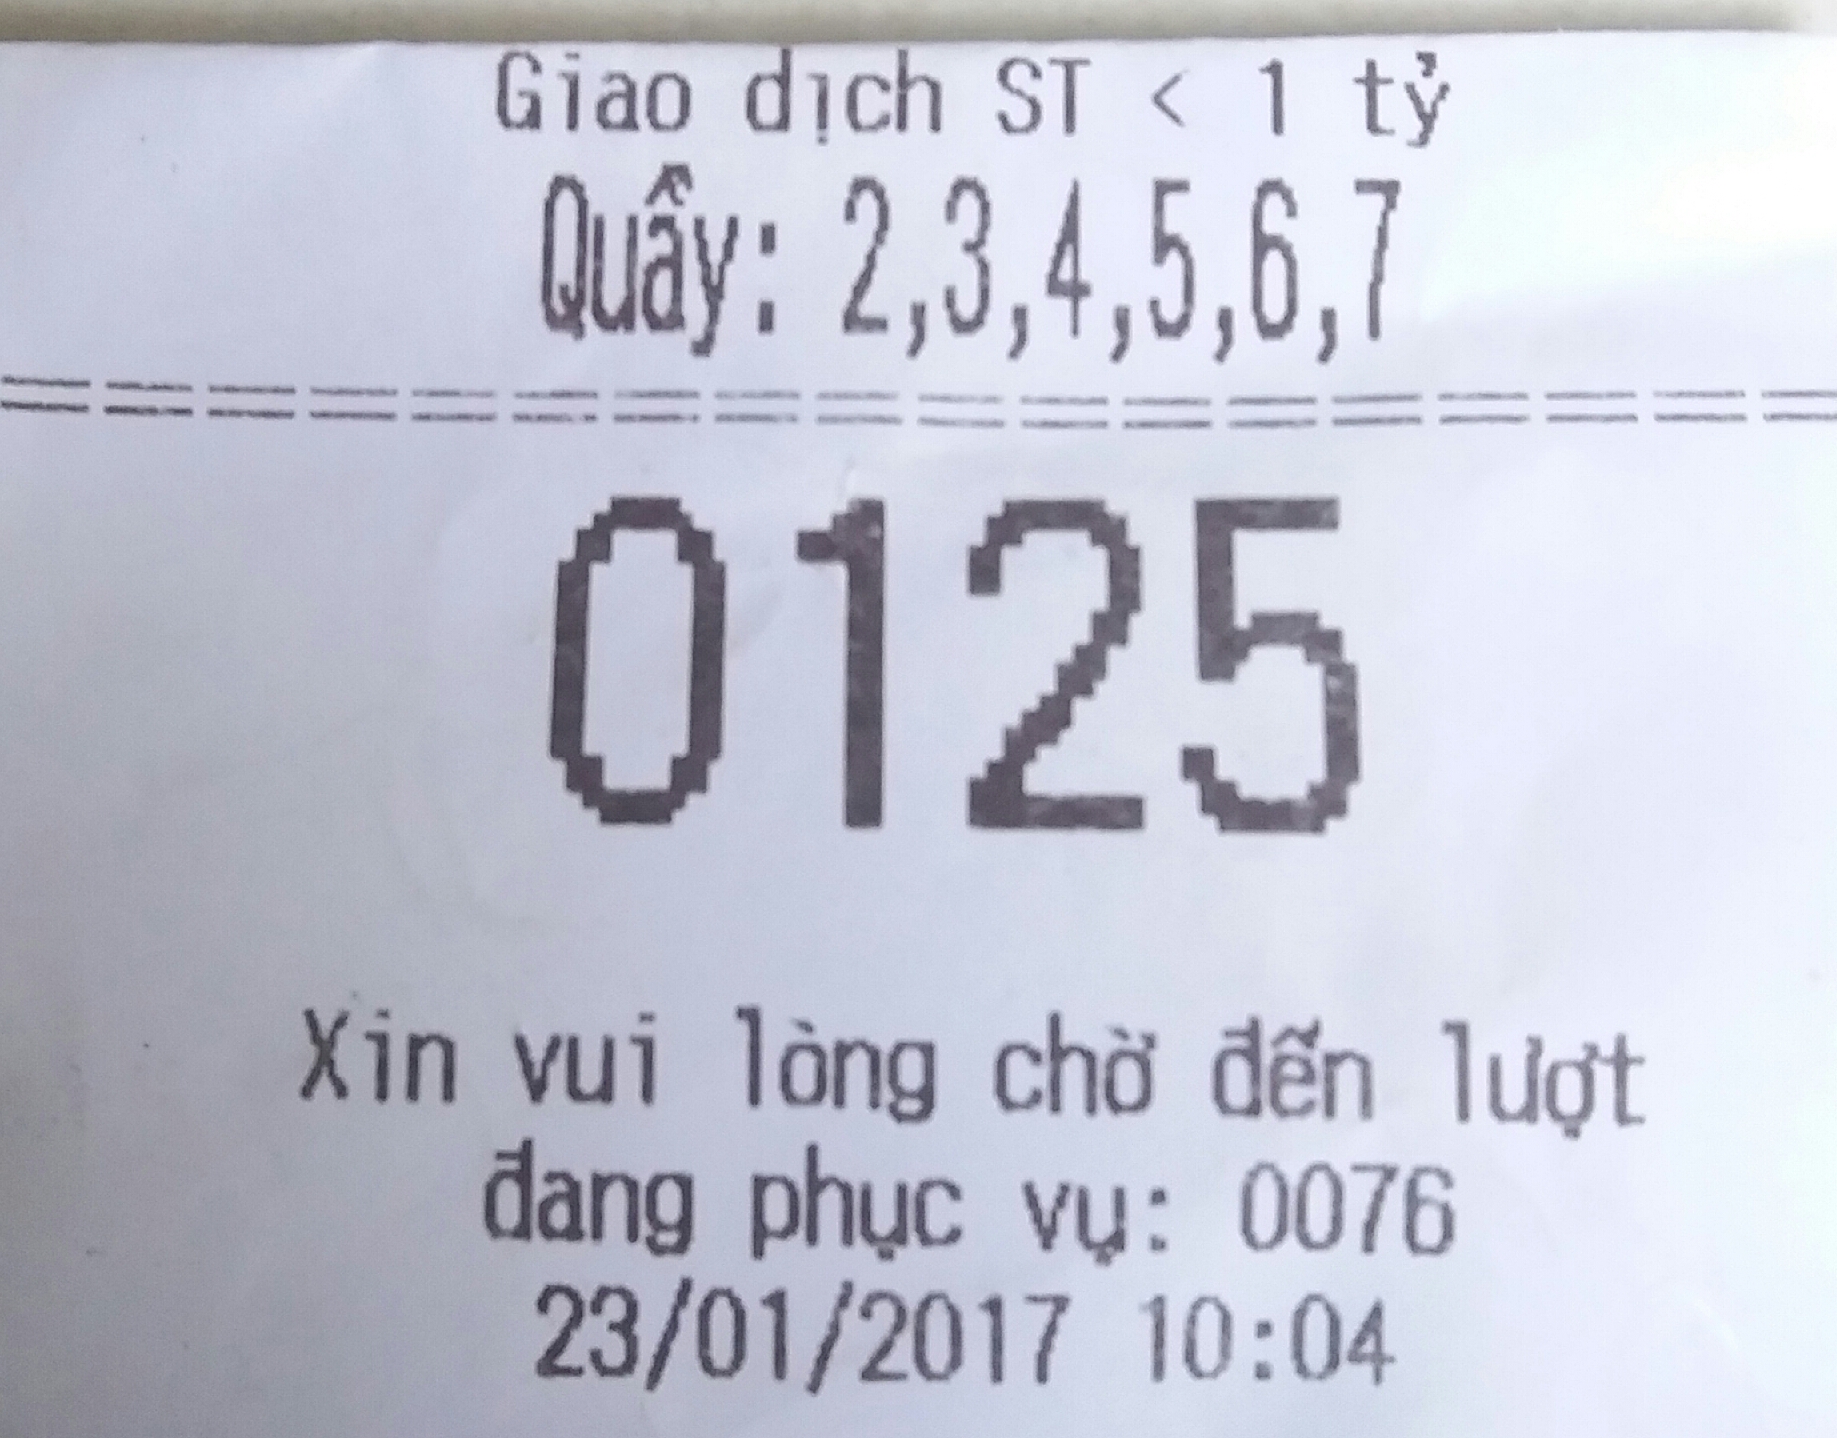 Giao dịch ST < 1 tỷ
Quầy: 2,3,4,5,6,7
0125
Xin vui lòng chờ đến lượt
đang phục vụ: 0076
23/01/2017 10:04